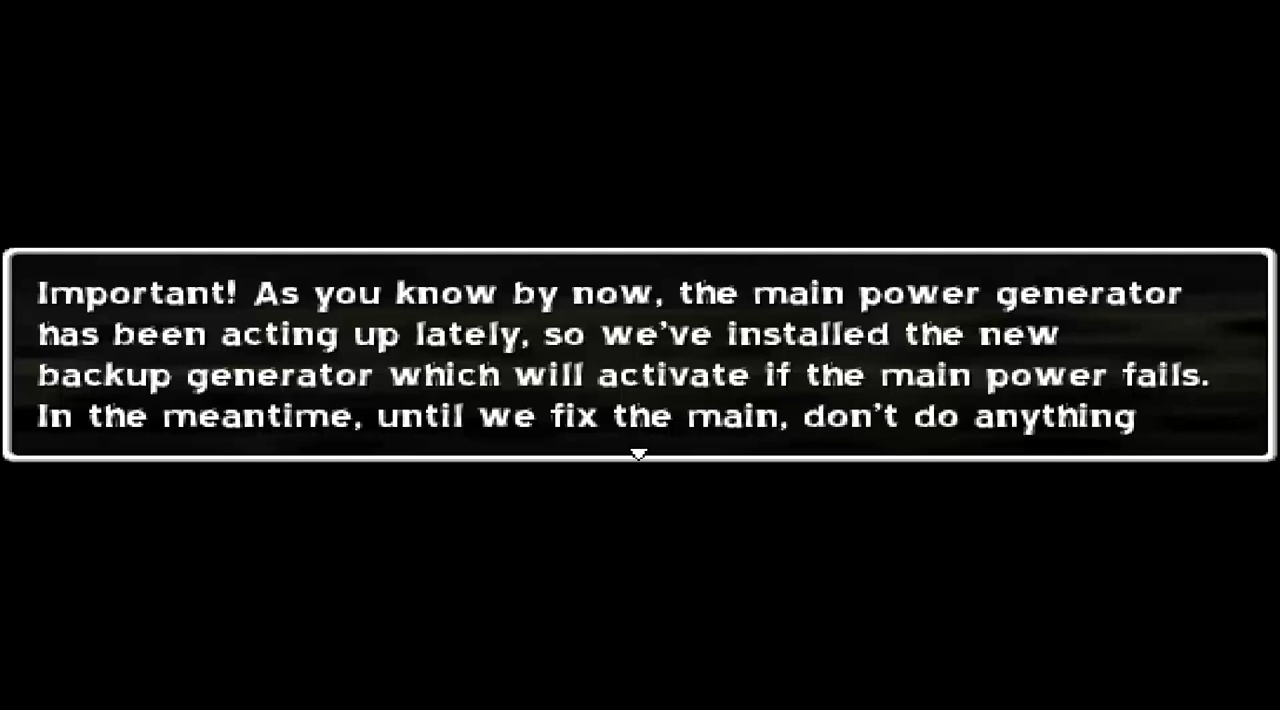 Important! As you know by now, the main power generator
has been acting up lately, so we've installed the new
backup generator which will activate if the main power fails.
In the meantime, until we fix the main, don't do anything